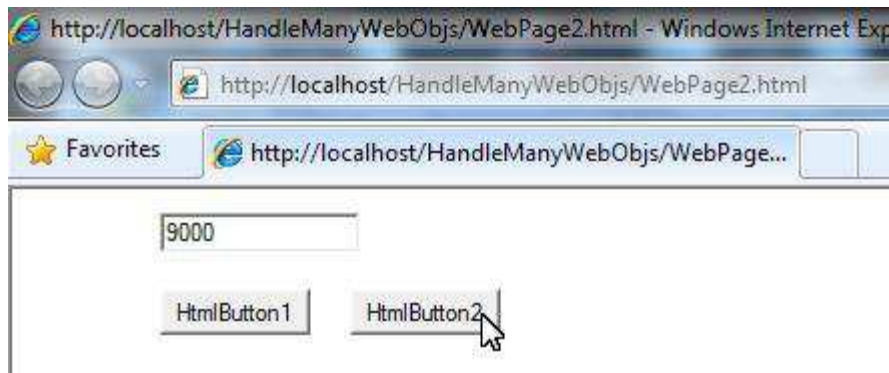 http://localhost/HandleManyWebObjs/WebPage2.html - Windows Internet Exp
http://localhost/HandleManyWebObjs/WebPage2.html
Favorites
http://localhost/HandleManyWebObjs/WebPage...
9000
HtmlButton1
HtmlButton2